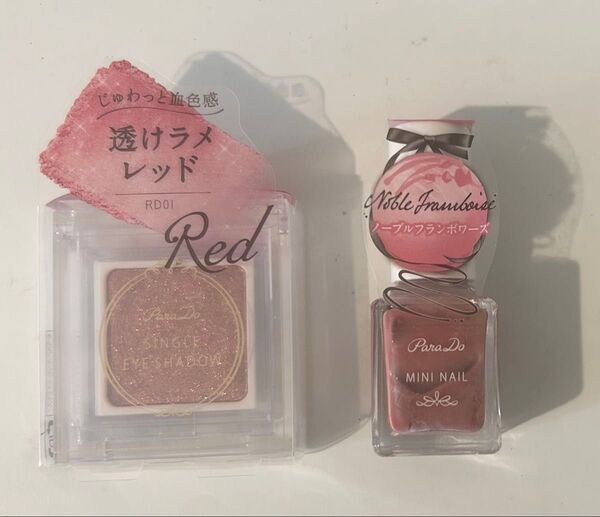 じゅわっと血色感
透けラメ
レッド
RD01
Red
ParaDo
SINGLE
EYE SHADOW
Noble Framboise
ノーブルフランボワーズ
ParaDo
MINI NAIL